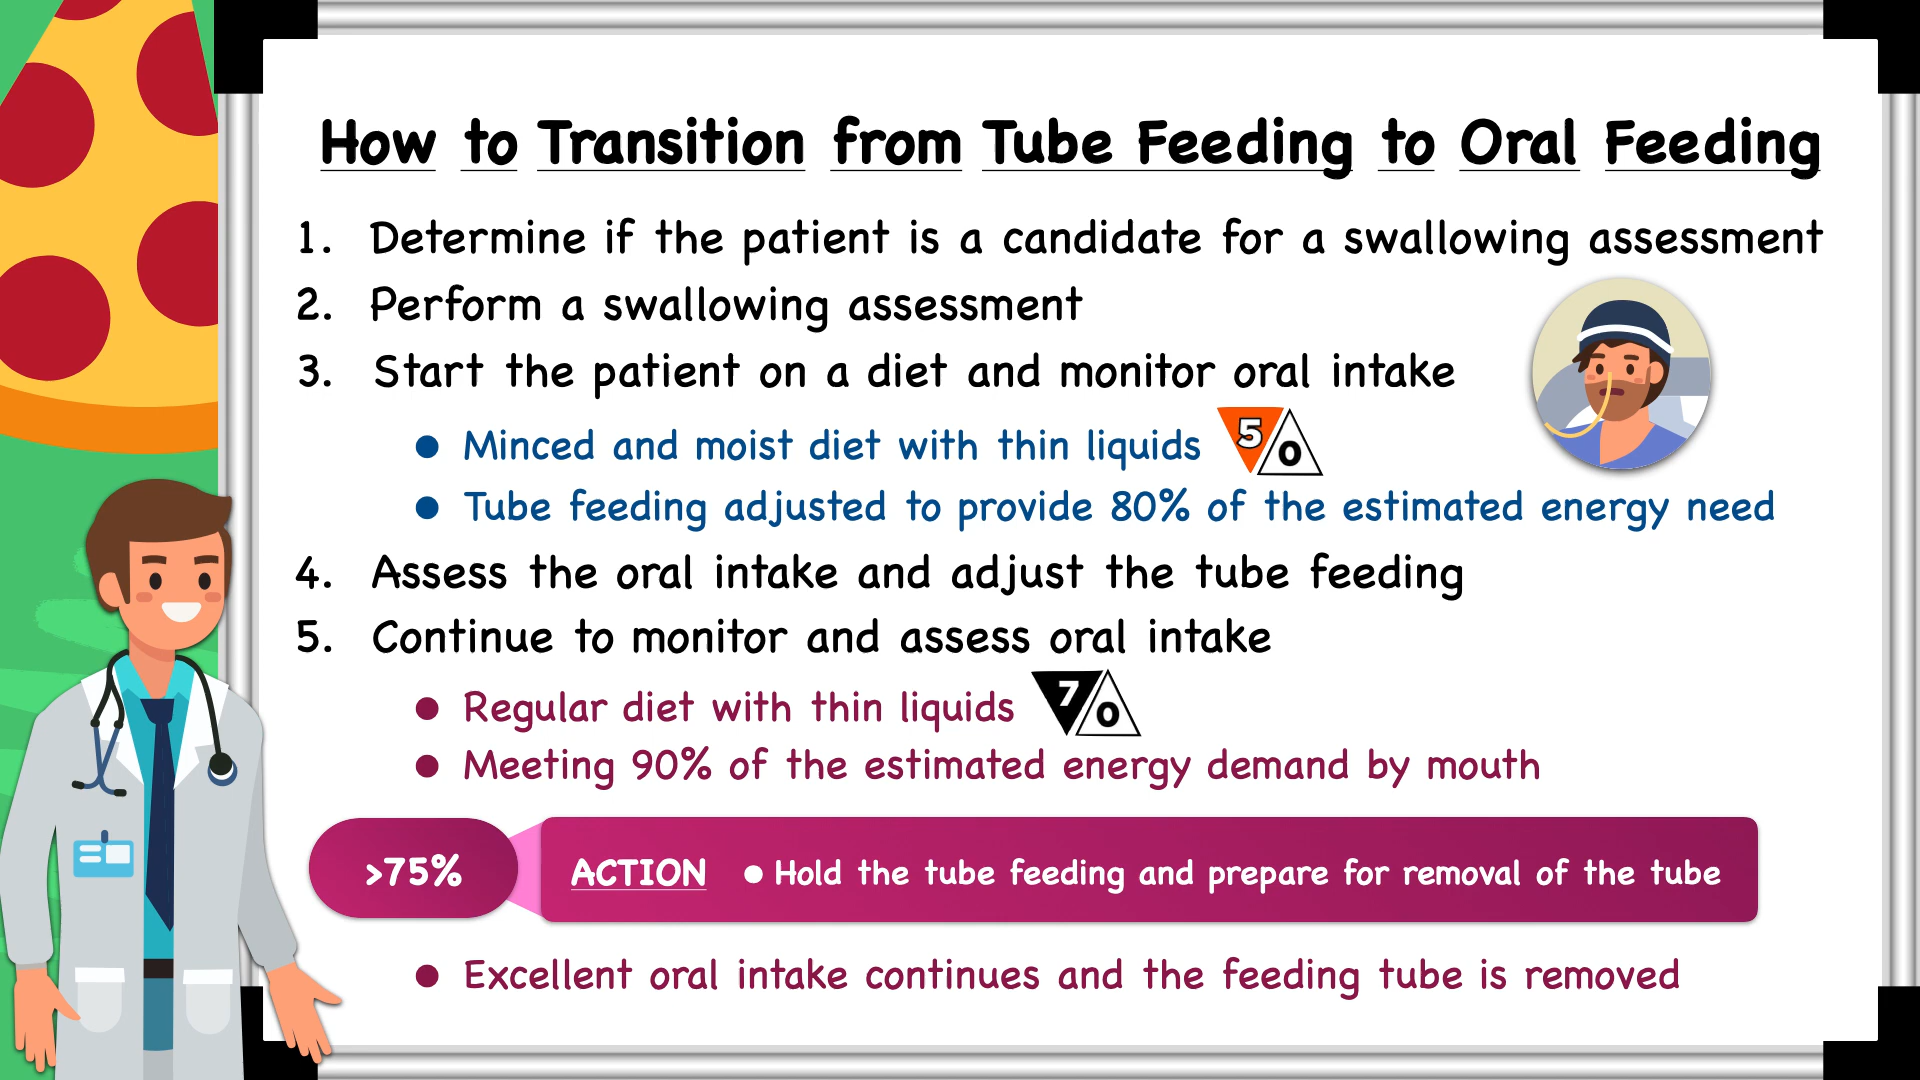 How to Transition from Tube Feeding to Oral Feeding
1. Determine if the patient is a candidate for a swallowing assessment
2. Perform a swallowing assessment
3. Start the patient on a diet and monitor oral intake
● Minced and moist diet with thin liquids 5 0
● Tube feeding adjusted to provide 80% of the estimated energy need
4. Assess the oral intake and adjust the tube feeding
5. Continue to monitor and assess oral intake
● Regular diet with thin liquids 7 0
● Meeting 90% of the estimated energy demand by mouth
>75% ACTION ● Hold the tube feeding and prepare for removal of the tube
● Excellent oral intake continues and the feeding tube is removed